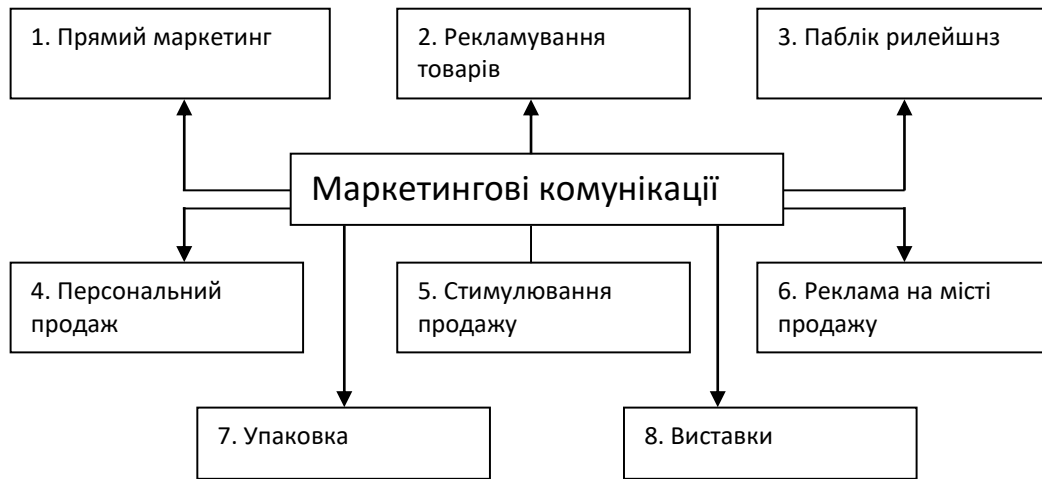 1. Прямий маркетинг
2. Рекламування
товарів
3. Паблік рилейшнз
Маркетингові комунікації
4. Персональний
продаж
5. Стимулювання
продажу
6. Реклама на місті
продажу
7. Упаковка
8. Виставки